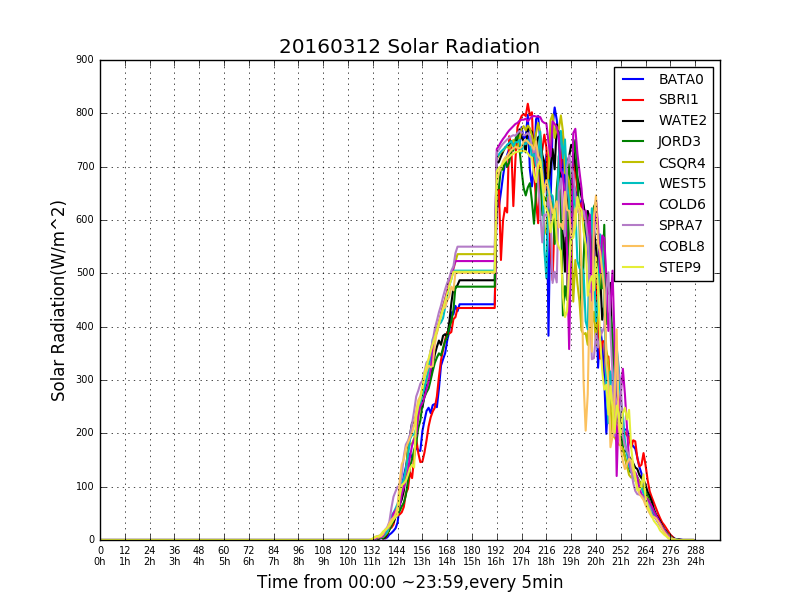 20160312 Solar Radiation
900
800
700
600
500
400
300
200
100
0
Solar Radiation(W/m^2)
BATA0
SBRI1
WATE2
JORD3
CSQR4
WEST5
COLD6
SPRA7
COBL8
STEP9
0 12 24 36 48 60 72 84 96 108 120 132 144 156 168 180 192 204 216 228 240 252 264 276 288
0h 1h 2h 3h 4h 5h 6h 7h 8h 9h 10h 11h 12h 13h 14h 15h 16h 17h 18h 19h 20h 21h 22h 23h 24h
Time from 00:00 ~23:59,every 5min